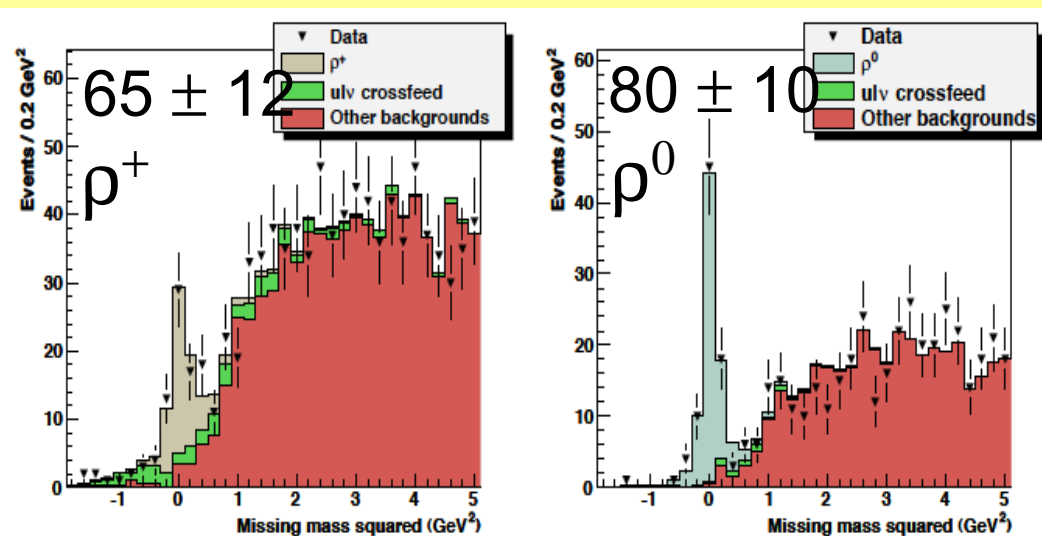 65 ± 12
ρ⁺
Data
ρ⁺
ulν crossfeed
Other backgrounds
Events / 0.2 GeV²
60
50
40
30
20
10
0
-1 0 1 2 3 4 5
Missing mass squared (GeV²)
80 ± 10
ρ⁰
Data
ρ⁰
ulν crossfeed
Other backgrounds
Events / 0.2 GeV²
60
50
40
30
20
10
0
-1 0 1 2 3 4 5
Missing mass squared (GeV²)